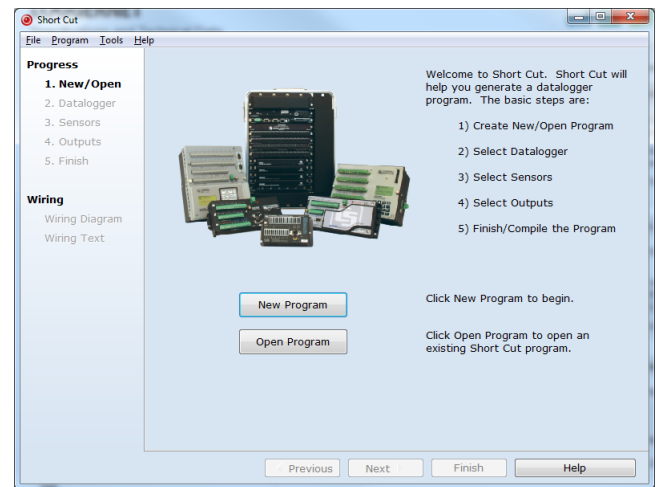 Short Cut
File Program Tools Help
Progress
1. New/Open
2. Datalogger
3. Sensors
4. Outputs
5. Finish
Wiring
Wiring Diagram
Wiring Text
Welcome to Short Cut. Short Cut will
help you generate a datalogger
program. The basic steps are:
1) Create New/Open Program
2) Select Datalogger
3) Select Sensors
4) Select Outputs
5) Finish/Compile the Program
New Program
Click New Program to begin.
Open Program
Click Open Program to open an
existing Short Cut program.
Previous Next Finish Help